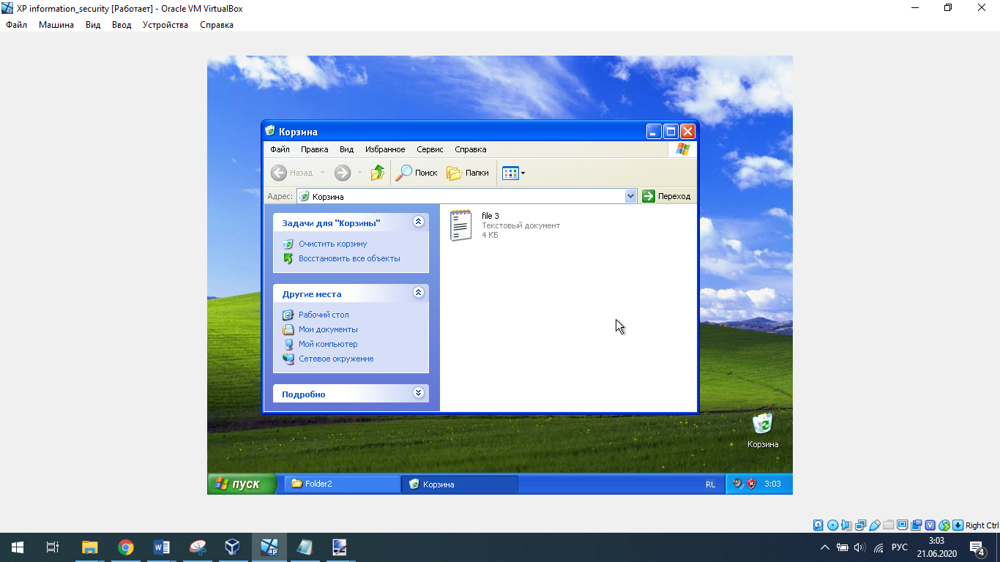 XP information_security [Работает] - Oracle VM VirtualBox
Файл Машина Вид Ввод Устройства Справка
Корзина
Файл Правка Вид Избранное Сервис Справка
Назад Поиск Папки
Адрес: Корзина Переход
Задачи для "Корзины"
Очистить корзину
Восстановить все объекты
Другие места
Рабочий стол
Мои документы
Мой компьютер
Сетевое окружение
Подробно
file 3
Текстовый документ
4 КБ
Корзина
пуск Folder2 Корзина RL 3:03
Right Ctrl
РУС
3:03
21.06.2020
4